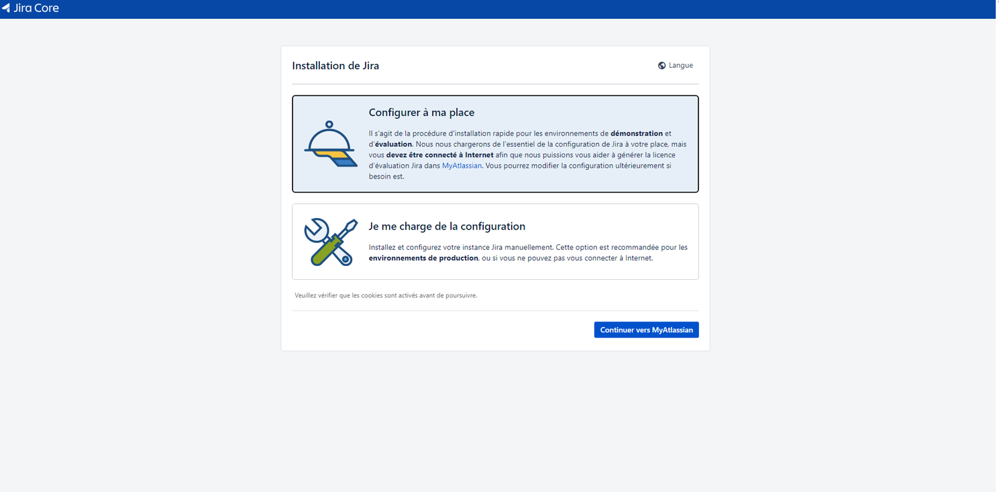 Jira Core
Installation de Jira
Langue
Configurer à ma place
Il s'agit de la procédure d'installation rapide pour les environnements de démonstration et
d'évaluation. Nous nous chargerons de l'essentiel de la configuration de Jira à votre place, mais
vous devez être connecté à Internet afin que nous puissions vous aider à générer la licence
d'évaluation Jira dans MyAtlassian. Vous pourrez modifier la configuration ultérieurement si
besoin est.
Je me charge de la configuration
Installez et configurez votre instance Jira manuellement. Cette option est recommandée pour les
environnements de production, ou si vous ne pouvez pas vous connecter à Internet.
Veuillez vérifier que les cookies sont activés avant de poursuivre.
Continuer vers MyAtlassian